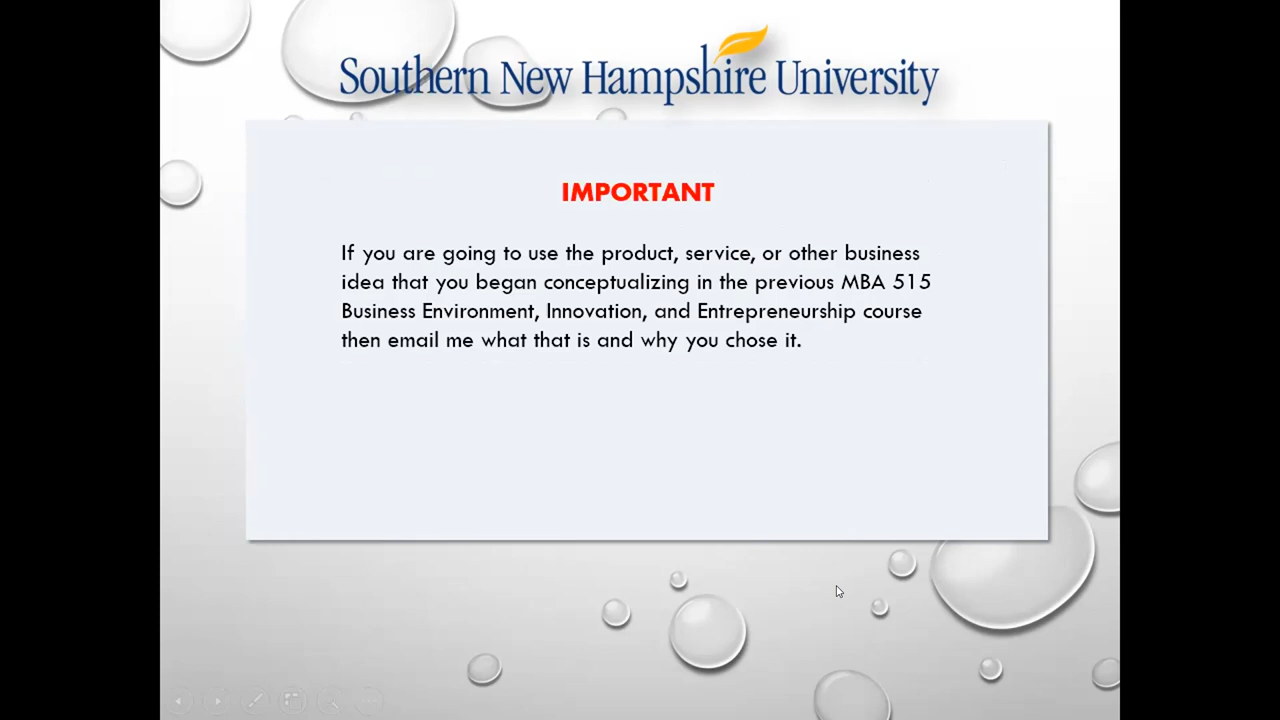 Southern New Hampshire University
IMPORTANT
If you are going to use the product, service, or other business
idea that you began conceptualizing in the previous MBA 515
Business Environment, Innovation, and Entrepreneurship course
then email me what that is and why you chose it.